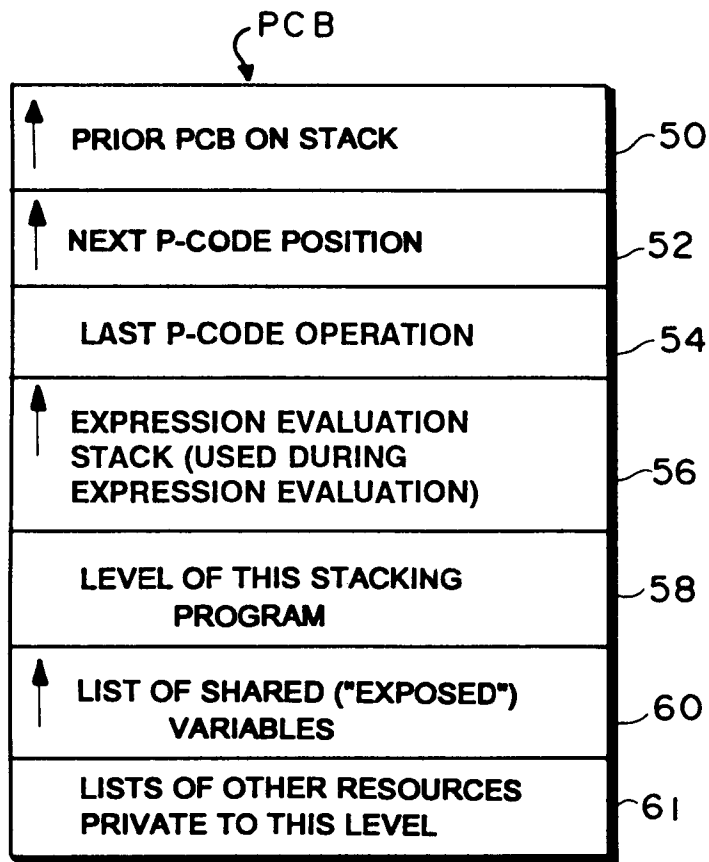 PCB
PRIOR PCB ON STACK
50
NEXT P-CODE POSITION
52
LAST P-CODE OPERATION
54
EXPRESSION EVALUATION
STACK (USED DURING
EXPRESSION EVALUATION)
56
LEVEL OF THIS STACKING
PROGRAM
58
LIST OF SHARED ("EXPOSED")
VARIABLES
60
LISTS OF OTHER RESOURCES
PRIVATE TO THIS LEVEL
61